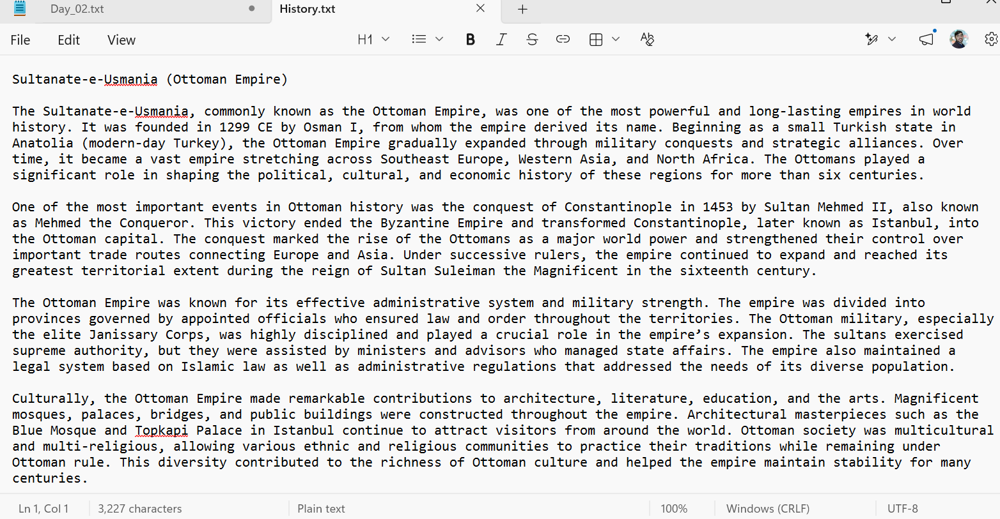 Day_02.txt
History.txt
File Edit View H1 B I S
Sultanate-e-Usmania (Ottoman Empire)
The Sultanate-e-Usmania, commonly known as the Ottoman Empire, was one of the most powerful and long-lasting empires in world
history. It was founded in 1299 CE by Osman I, from whom the empire derived its name. Beginning as a small Turkish state in
Anatolia (modern-day Turkey), the Ottoman Empire gradually expanded through military conquests and strategic alliances. Over
time, it became a vast empire stretching across Southeast Europe, Western Asia, and North Africa. The Ottomans played a
significant role in shaping the political, cultural, and economic history of these regions for more than six centuries.
One of the most important events in Ottoman history was the conquest of Constantinople in 1453 by Sultan Mehmed II, also known
as Mehmed the Conqueror. This victory ended the Byzantine Empire and transformed Constantinople, later known as Istanbul, into
the Ottoman capital. The conquest marked the rise of the Ottomans as a major world power and strengthened their control over
important trade routes connecting Europe and Asia. Under successive rulers, the empire continued to expand and reached its
greatest territorial extent during the reign of Sultan Suleiman the Magnificent in the sixteenth century.
The Ottoman Empire was known for its effective administrative system and military strength. The empire was divided into
provinces governed by appointed officials who ensured law and order throughout the territories. The Ottoman military, especially
the elite Janissary Corps, was highly disciplined and played a crucial role in the empire’s expansion. The sultans exercised
supreme authority, but they were assisted by ministers and advisors who managed state affairs. The empire also maintained a
legal system based on Islamic law as well as administrative regulations that addressed the needs of its diverse population.
Culturally, the Ottoman Empire made remarkable contributions to architecture, literature, education, and the arts. Magnificent
mosques, palaces, bridges, and public buildings were constructed throughout the empire. Architectural masterpieces such as the
Blue Mosque and Topkapi Palace in Istanbul continue to attract visitors from around the world. Ottoman society was multicultural
and multi-religious, allowing various ethnic and religious communities to practice their traditions while remaining under
Ottoman rule. This diversity contributed to the richness of Ottoman culture and helped the empire maintain stability for many
centuries.
Ln 1, Col 1 3,227 characters Plain text 100% Windows (CRLF) UTF-8